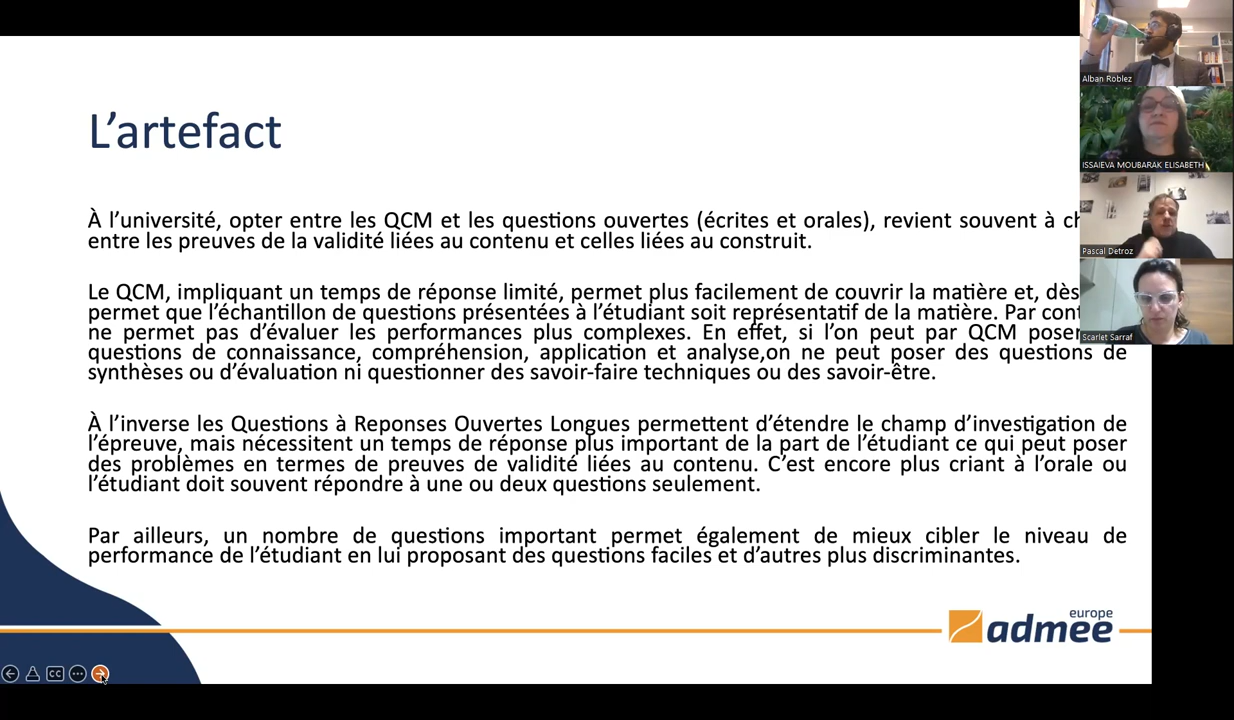 L'artefact
À l'université, opter entre les QCM et les questions ouvertes (écrites et orales), revient souvent à
entre les preuves de la validité liées au contenu et celles liées au construit.
Le QCM, impliquant un temps de réponse limité, permet plus facilement de couvrir la matière et, dès
permet que l'échantillon de questions présentées à l'étudiant soit représentatif de la matière. Par
ne permet pas d'évaluer les performances plus complexes. En effet, si l'on peut par QCM poser
questions de connaissance, compréhension, application et analyse,on ne peut poser des questions de
synthèses ou d'évaluation ni questionner des savoir-faire techniques ou des savoir-être.
À l'inverse les Questions à Reponses Ouvertes Longues permettent d'étendre le champ d'investigation de
l'épreuve, mais nécessitent un temps de réponse plus important de la part de l'étudiant ce qui peut poser
des problèmes en termes de preuves de validité liées au contenu. C'est encore plus criant à l'orale ou
l'étudiant doit souvent répondre à une ou deux questions seulement.
Par ailleurs, un nombre de questions important permet également de mieux cibler le niveau de
performance de l'étudiant en lui proposant des questions faciles et d'autres plus discriminantes.
europe
admee
CC
Alban Roblez
ISSAIEVA MOUBARAK ELISABETH
Pascal Detroz
Scarlet Sarraf